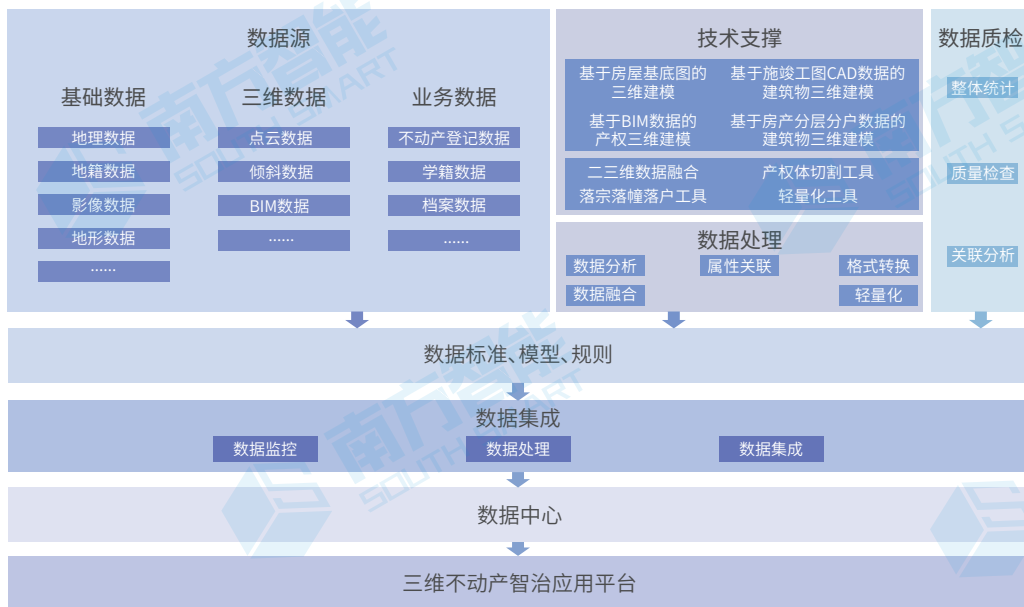 数据源
基础数据
地理数据
地籍数据
影像数据
地形数据
......
三维数据
点云数据
倾斜数据
BIM数据
......
业务数据
不动产登记数据
学籍数据
档案数据
......
技术支撑
基于房屋基底图的
三维建模
基于施竣工图CAD数据的
建筑物三维建模
基于BIM数据的
产权三维建模
基于房产分层分户数据的
建筑物三维建模
二三维数据融合
产权体切割工具
落宗落幢落户工具
轻量化工具
数据处理
数据分析
属性关联
格式转换
数据融合
轻量化
数据质检
整体统计
质量检查
关联分析
数据标准、模型、规则
数据集成
数据监控
数据处理
数据集成
数据中心
三维不动产智治应用平台
南方智能
SOUTH SMART
南方智能
SOUTH SMART